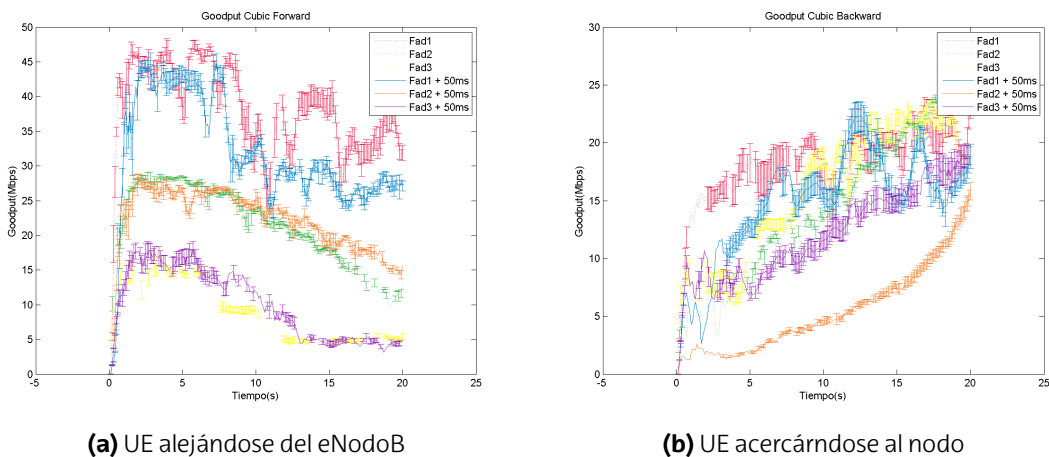 Goodput Cubic Forward
Goodput(Mbps)
50
45
40
35
30
25
20
15
10
5
0
-5
0
5
10
15
20
25
Tiempo(s)
Fad1
Fad2
Fad3
Fad1 + 50ms
Fad2 + 50ms
Fad3 + 50ms
(a) UE alejándose del eNodoB
Goodput Cubic Backward
Goodput(Mbps)
30
25
20
15
10
5
0
-5
0
5
10
15
20
25
Tiempo(s)
Fad1
Fad2
Fad3
Fad1 + 50ms
Fad2 + 50ms
Fad3 + 50ms
(b) UE acercárndose al nodo